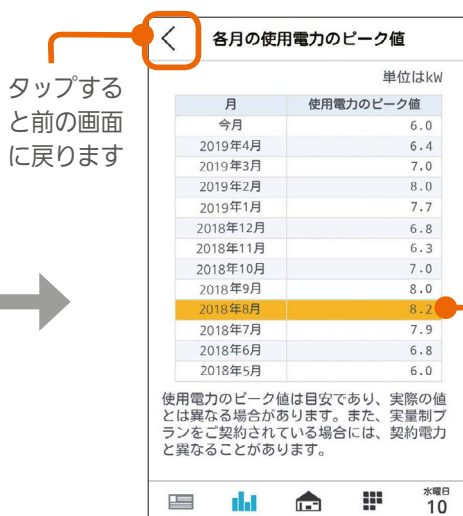 各月の使用電力のピーク値
タップする
と前の画面
に戻ります
単位はkW
月 使用電力のピーク値
今月 6.0
2019年4月 6.4
2019年3月 7.0
2019年2月 8.0
2019年1月 7.7
2018年12月 6.8
2018年11月 6.3
2018年10月 7.0
2018年9月 8.0
2018年8月 8.2
2018年7月 7.9
2018年6月 6.8
2018年5月 6.0
使用電力のピーク値は目安であり、実際の値
とは異なる場合があります。また、実量制プ
ランをご契約されている場合には、契約電力
と異なることがあります。
水曜日
10